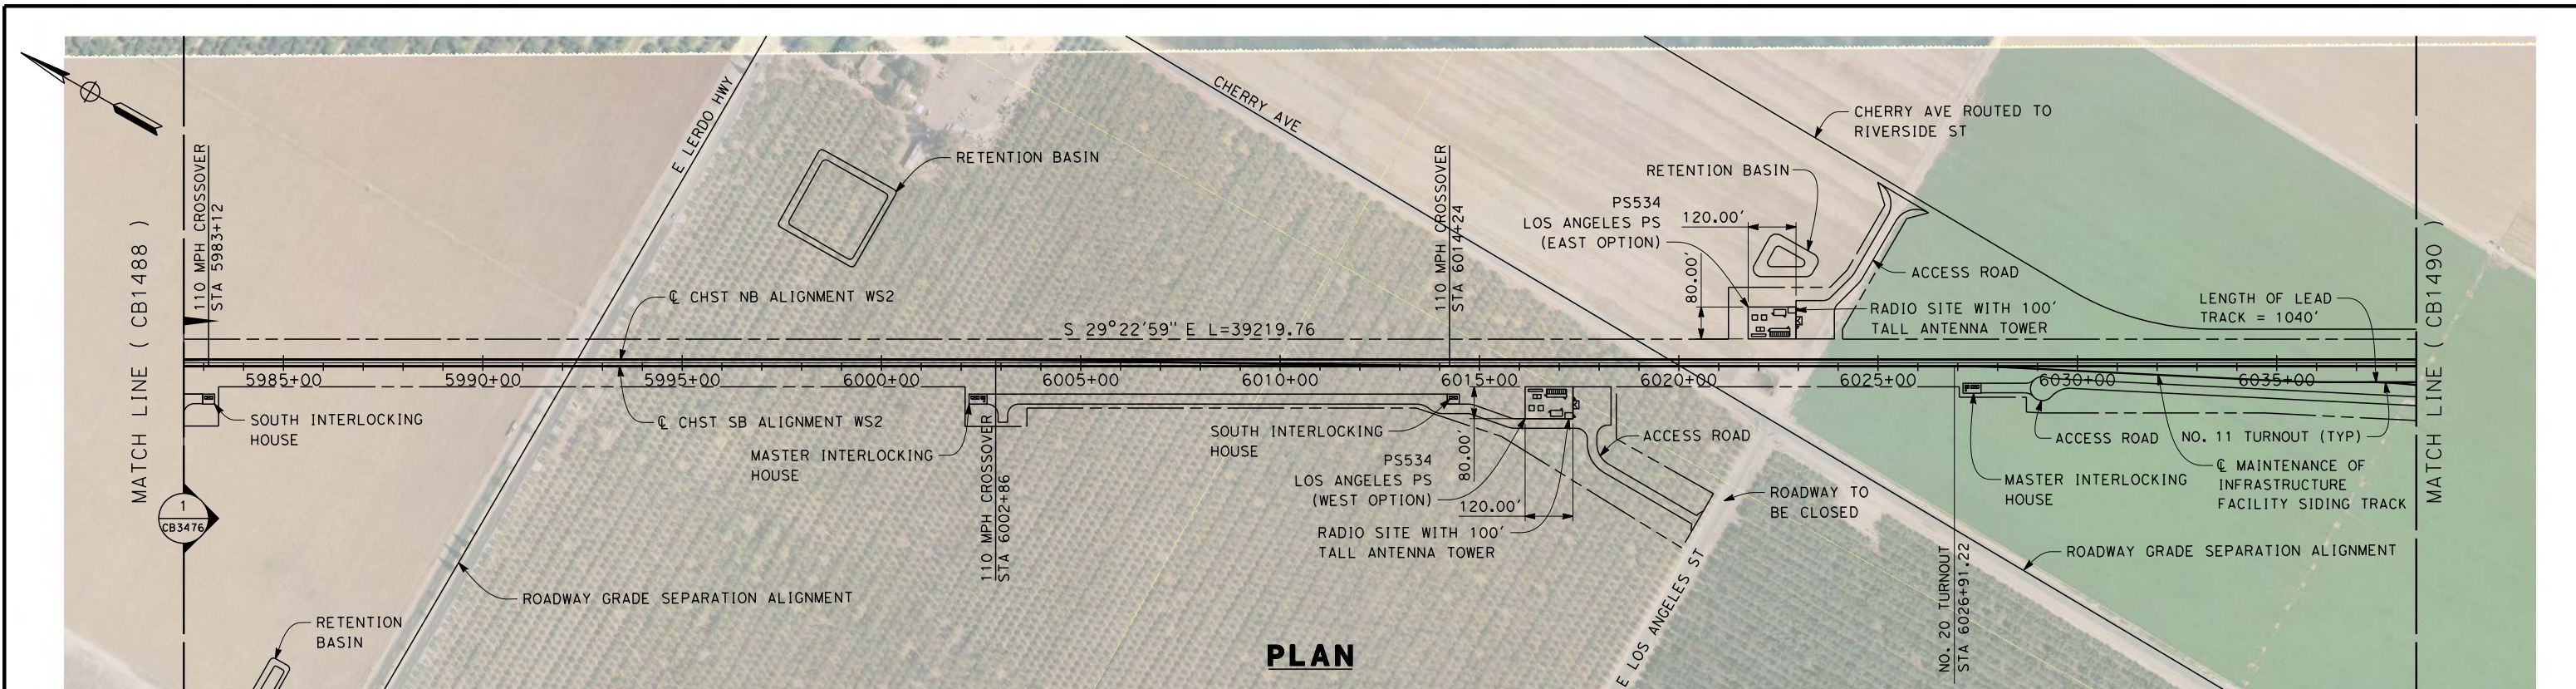 E LERDO HWY
CHERRY AVE
CHERRY AVE ROUTED TO
RIVERSIDE ST
RETENTION BASIN
RETENTION BASIN
MATCH LINE ( CB1488 )
110 MPH CROSSOVER
STA 5983+12
110 MPH CROSSOVER
STA 6014+24
PS534
LOS ANGELES PS
(EAST OPTION)
120.00'
80.00'
ACCESS ROAD
RADIO SITE WITH 100'
TALL ANTENNA TOWER
LENGTH OF LEAD
TRACK = 1040'
MATCH LINE ( CB1490 )
℄ CHST NB ALIGNMENT WS2
S 29°22'59" E L=39219.76
5985+00
5990+00
5995+00
6000+00
6005+00
6010+00
6015+00
6020+00
6025+00
6030+00
6035+00
SOUTH INTERLOCKING
HOUSE
℄ CHST SB ALIGNMENT WS2
MASTER INTERLOCKING
HOUSE
110 MPH CROSSOVER
STA 6002+86
SOUTH INTERLOCKING
HOUSE
80.00'
PS534
LOS ANGELES PS
(WEST OPTION)
120.00'
RADIO SITE WITH 100'
TALL ANTENNA TOWER
ACCESS ROAD
ROADWAY TO
BE CLOSED
ACCESS ROAD
NO. 11 TURNOUT (TYP)
MASTER INTERLOCKING
HOUSE
℄ MAINTENANCE OF
INFRASTRUCTURE
FACILITY SIDING TRACK
1
CB3476
ROADWAY GRADE SEPARATION ALIGNMENT
ROADWAY GRADE SEPARATION ALIGNMENT
NO. 20 TURNOUT
STA 6026+91.22
E LOS ANGELES ST
RETENTION
BASIN
PLAN